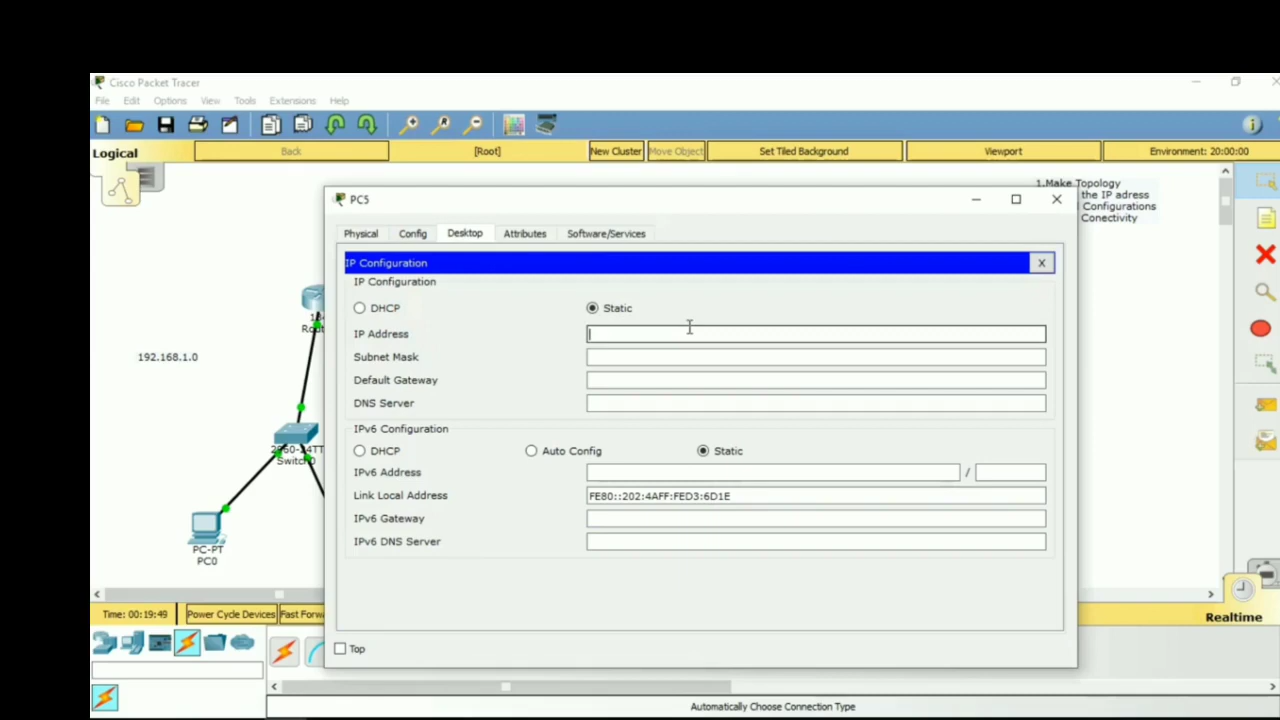 Cisco Packet Tracer
File Edit Options View Tools Extensions Help
Logical Back [Root] New Cluster Move Object Set Tiled Background Viewport Environment: 20:00:00
1.Make Topology
the IP adress
Configurations
Conectivity
PC5
Physical Config Desktop Attributes Software/Services
IP Configuration X
IP Configuration
DHCP Static
IP Address
Subnet Mask
Default Gateway
DNS Server
IPv6 Configuration
DHCP Auto Config Static
IPv6 Address /
Link Local Address FE80::202:4AFF:FED3:6D1E
IPv6 Gateway
IPv6 DNS Server
Top
192.168.1.0
Switch0
PC-PT
PC0
Time: 00:19:49 Power Cycle Devices Fast Forw
Realtime
Automatically Choose Connection Type